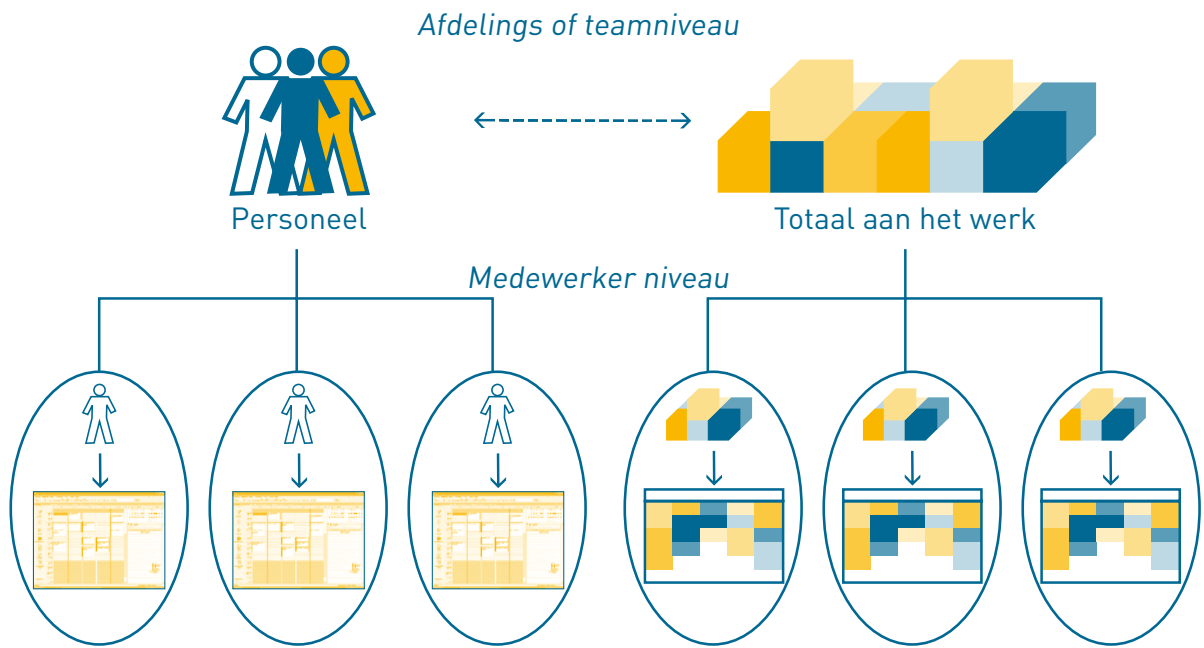 Afdelings of teamniveau
Personeel
Totaal aan het werk
Medewerker niveau